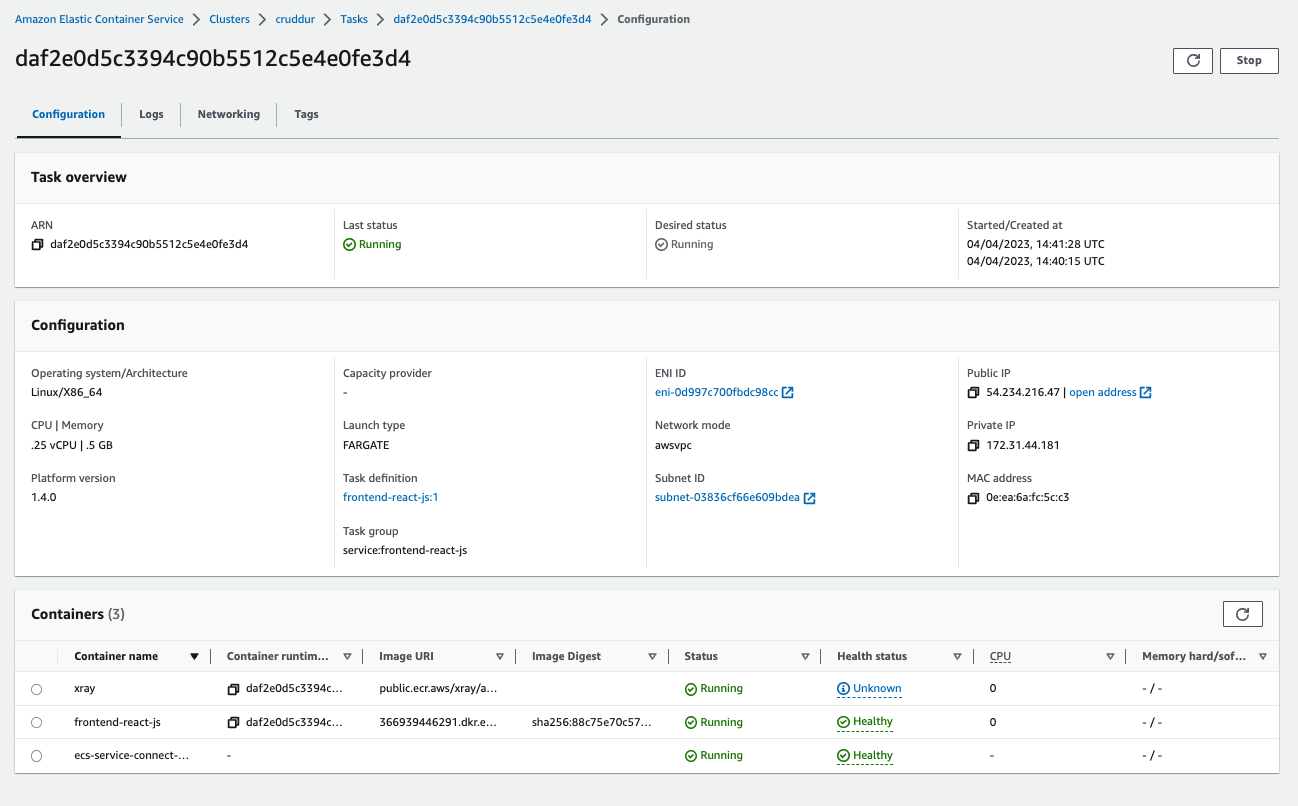 Amazon Elastic Container Service > Clusters > cruddur > Tasks > daf2e0d5c3394c90b5512c5e4e0fe3d4 > Configuration
daf2e0d5c3394c90b5512c5e4e0fe3d4
Stop
Configuration Logs Networking Tags
Task overview
ARN
daf2e0d5c3394c90b5512c5e4e0fe3d4
Last status
Running
Desired status
Running
Started/Created at
04/04/2023, 14:41:28 UTC
04/04/2023, 14:40:15 UTC
Configuration
Operating system/Architecture
Linux/X86_64
CPU | Memory
.25 vCPU | .5 GB
Platform version
1.4.0
Capacity provider
-
Launch type
FARGATE
Task definition
frontend-react-js:1
Task group
service:frontend-react-js
ENI ID
eni-0d997c700fbdc98cc
Network mode
awsvpc
Subnet ID
subnet-03836cf66e609bdea
Public IP
54.234.216.47 | open address
Private IP
172.31.44.181
MAC address
0e:ea:6a:fc:5c:c3
Containers (3)
Container name Container runtim... Image URI Image Digest Status Health status CPU Memory hard/sof...
xray daf2e0d5c3394c... public.ecr.aws/xray/a... Running Unknown 0 - / -
frontend-react-js daf2e0d5c3394c... 366939446291.dkr.e... sha256:88c75e70c57... Running Healthy 0 - / -
ecs-service-connect-... - Running Healthy - - / -